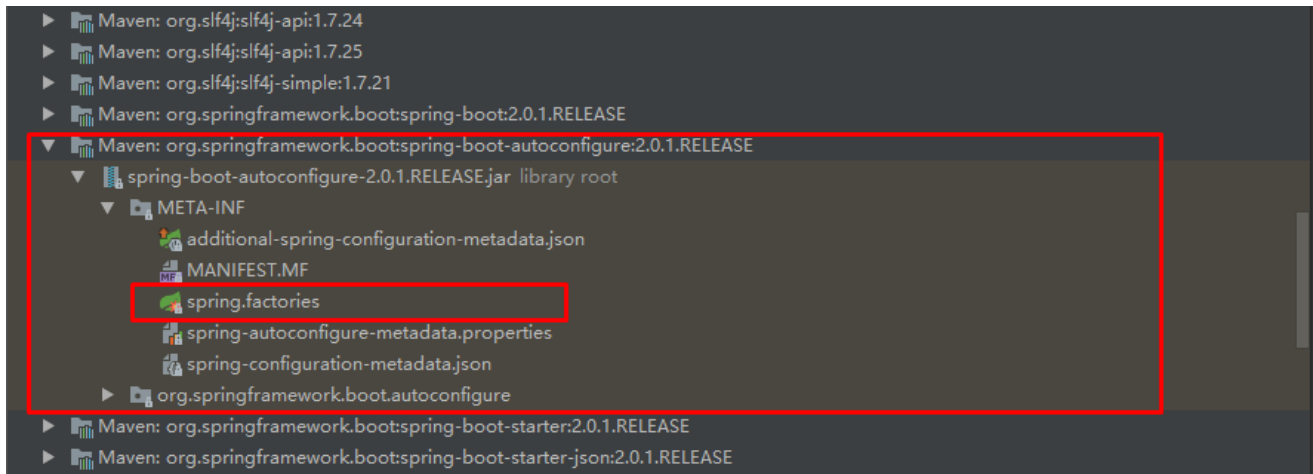 Maven: org.slf4j:slf4j-api:1.7.24
Maven: org.slf4j:slf4j-api:1.7.25
Maven: org.slf4j:slf4j-simple:1.7.21
Maven: org.springframework.boot:spring-boot:2.0.1.RELEASE
Maven: org.springframework.boot:spring-boot-autoconfigure:2.0.1.RELEASE
spring-boot-autoconfigure-2.0.1.RELEASE.jar library root
META-INF
additional-spring-configuration-metadata.json
MF MANIFEST.MF
spring.factories
spring-autoconfigure-metadata.properties
spring-configuration-metadata.json
org.springframework.boot.autoconfigure
Maven: org.springframework.boot:spring-boot-starter:2.0.1.RELEASE
Maven: org.springframework.boot:spring-boot-starter-json:2.0.1.RELEASE